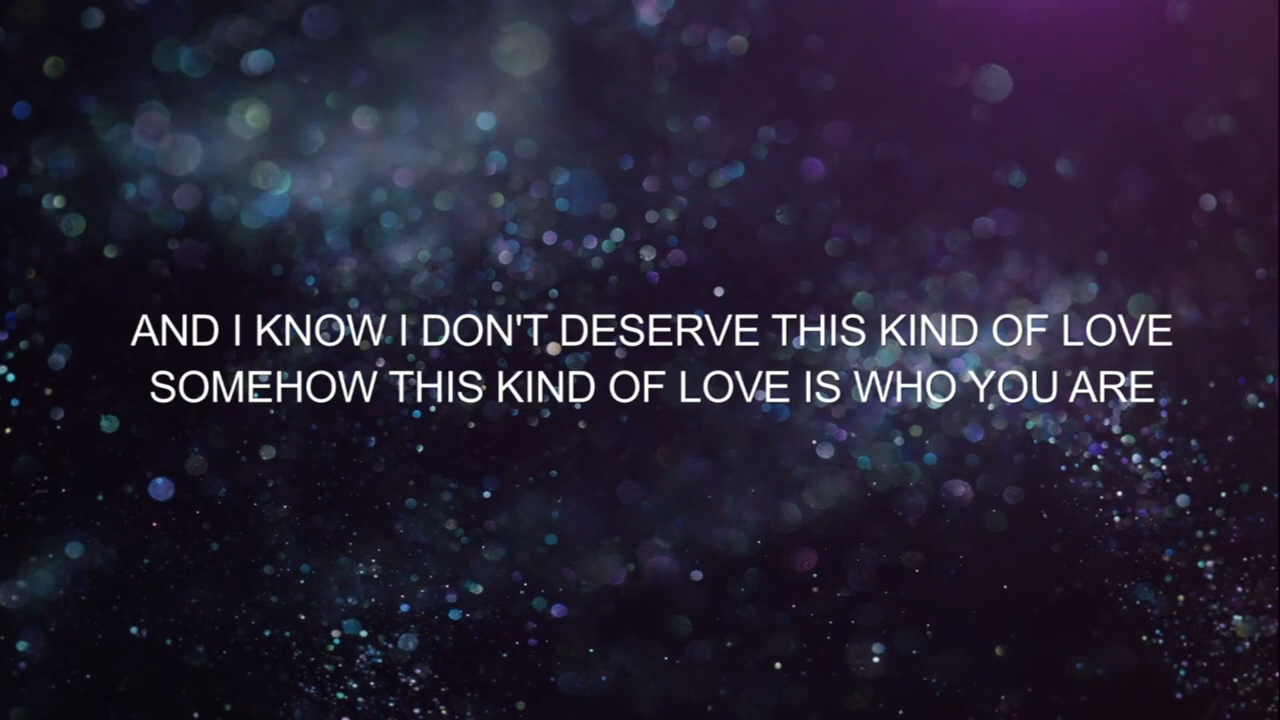 AND I KNOW I DON'T DESERVE THIS KIND OF LOVE
SOMEHOW THIS KIND OF LOVE IS WHO YOU ARE